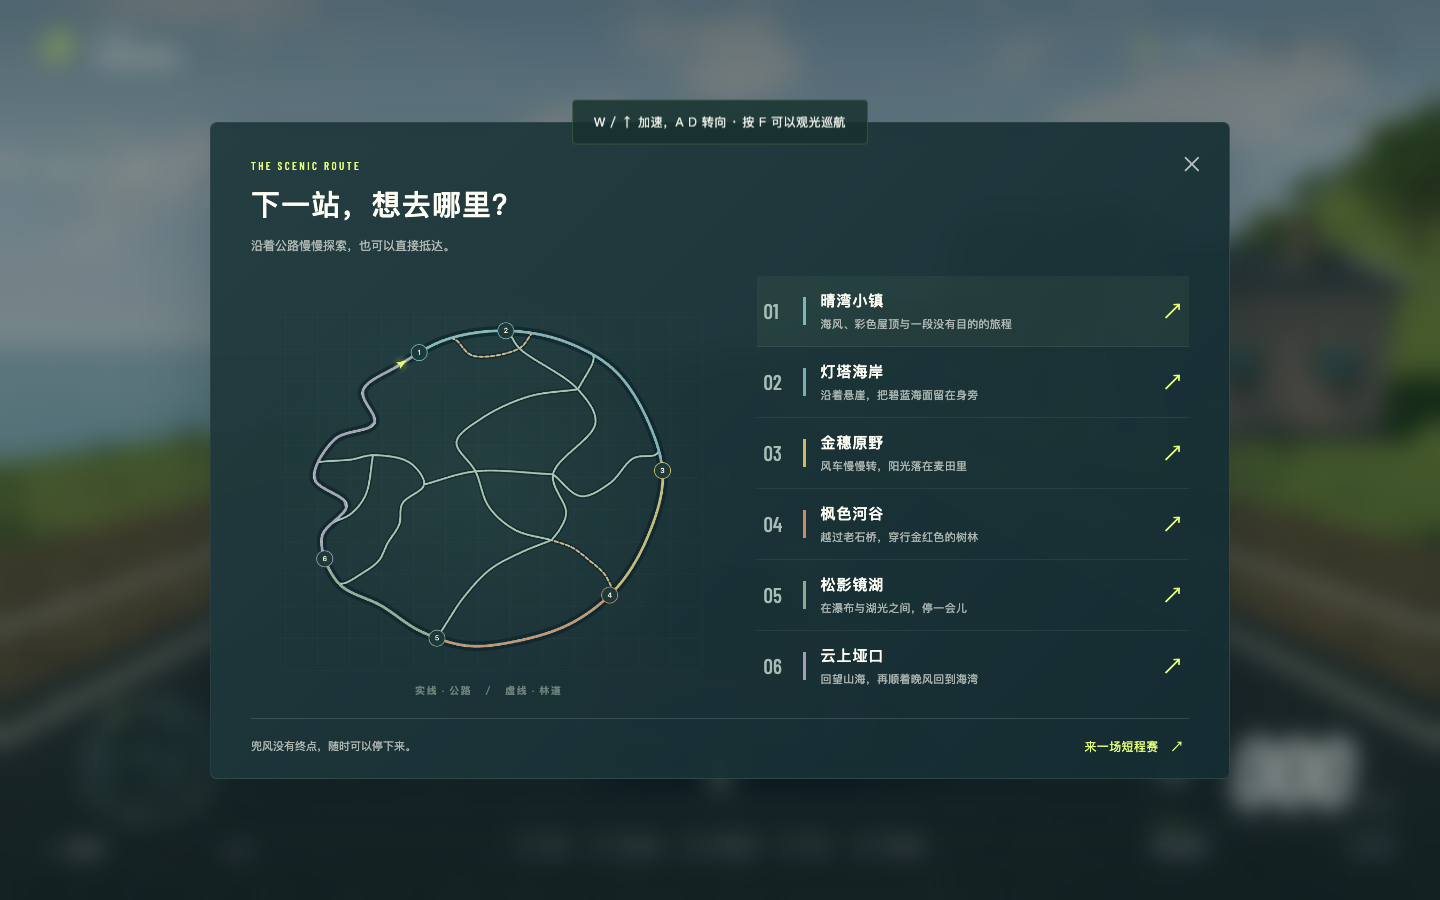 W / ↑ 加速，A D 转向 · 按 F 可以观光巡航
THE SCENIC ROUTE
下一站，想去哪里？
沿着公路慢慢探索，也可以直接抵达。
1
2
3
4
5
6
实线 · 公路 / 虚线 · 林道
01 晴湾小镇
海风、彩色屋顶与一段没有目的的旅程
02 灯塔海岸
沿着悬崖，把碧蓝海面留在身旁
03 金穗原野
风车慢慢转，阳光落在麦田里
04 枫色河谷
越过老石桥，穿行金红色的树林
05 松影镜湖
在瀑布与湖光之间，停一会儿
06 云上垭口
回望山海，再顺着晚风回到海湾
兜风没有终点，随时可以停下来。
来一场短程赛 ↗